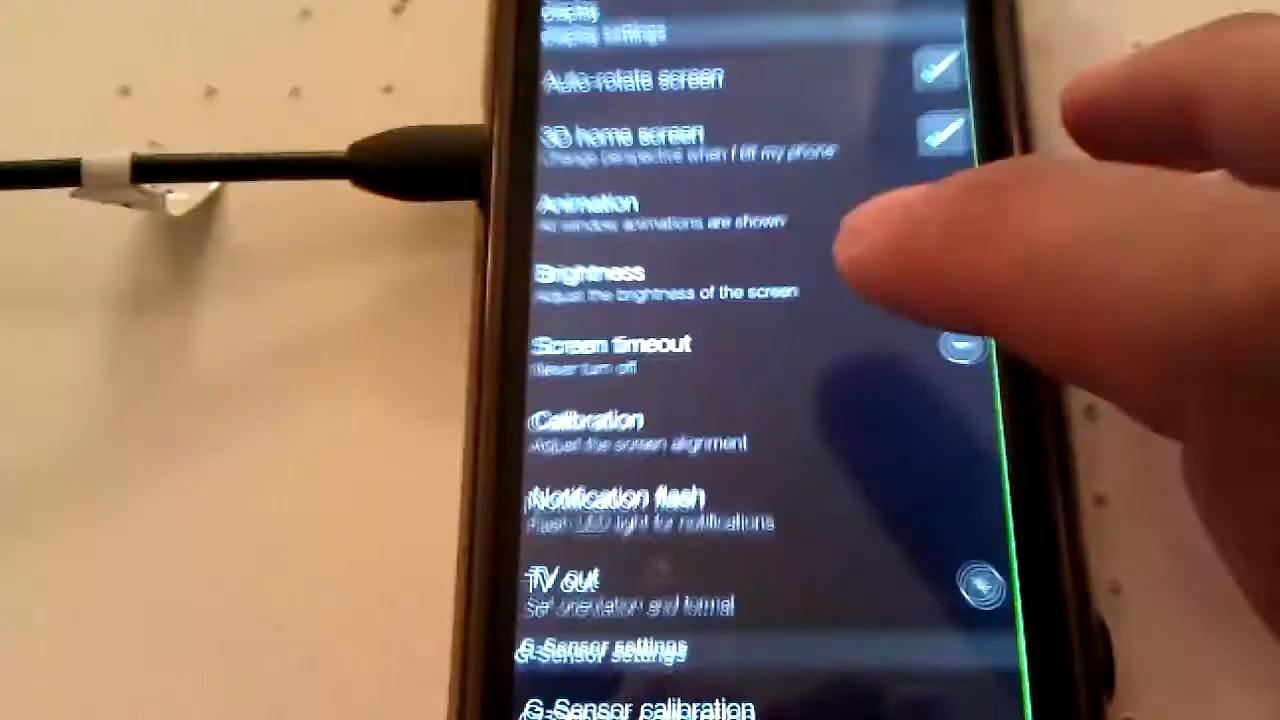 Display
Display settings
Auto-rotate screen
3D home screen
Change perspective when I tilt my phone
Animation
No window animations are shown
Brightness
Adjust the brightness of the screen
Screen timeout
Never turn off
Calibration
Adjust the screen alignment
Notification flash
Flash LED light for notifications
TV out
Set orientation and format
G-Sensor settings
G-Sensor calibration